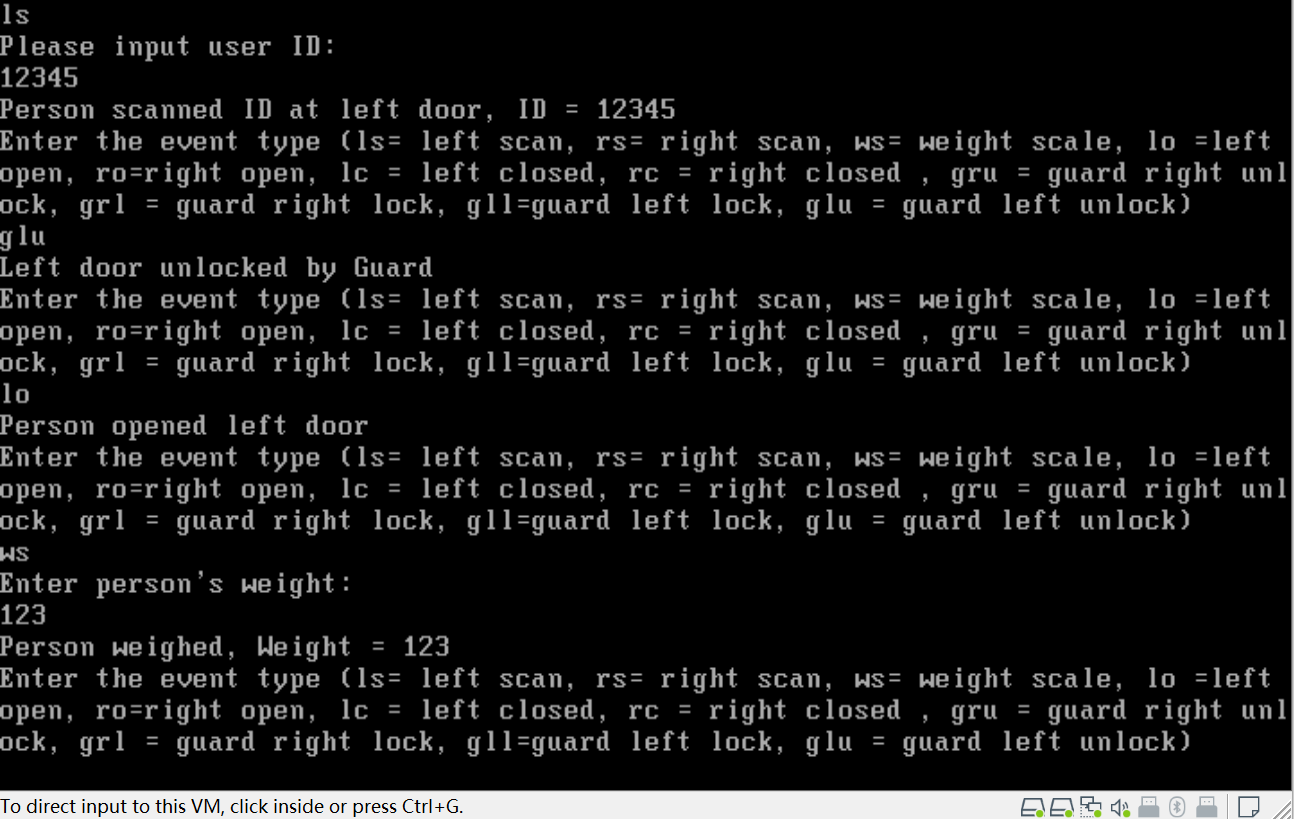 ls
Please input user ID:
12345
Person scanned ID at left door, ID = 12345
Enter the event type (ls= left scan, rs= right scan, ws= weight scale, lo =left
open, ro=right open, lc = left closed, rc = right closed , gru = guard right unl
ock, grl = guard right lock, gll=guard left lock, glu = guard left unlock)
glu
Left door unlocked by Guard
Enter the event type (ls= left scan, rs= right scan, ws= weight scale, lo =left
open, ro=right open, lc = left closed, rc = right closed , gru = guard right unl
ock, grl = guard right lock, gll=guard left lock, glu = guard left unlock)
lo
Person opened left door
Enter the event type (ls= left scan, rs= right scan, ws= weight scale, lo =left
open, ro=right open, lc = left closed, rc = right closed , gru = guard right unl
ock, grl = guard right lock, gll=guard left lock, glu = guard left unlock)
ws
Enter person's weight:
123
Person weighed, Weight = 123
Enter the event type (ls= left scan, rs= right scan, ws= weight scale, lo =left
open, ro=right open, lc = left closed, rc = right closed , gru = guard right unl
ock, grl = guard right lock, gll=guard left lock, glu = guard left unlock)
To direct input to this VM, click inside or press Ctrl+G.